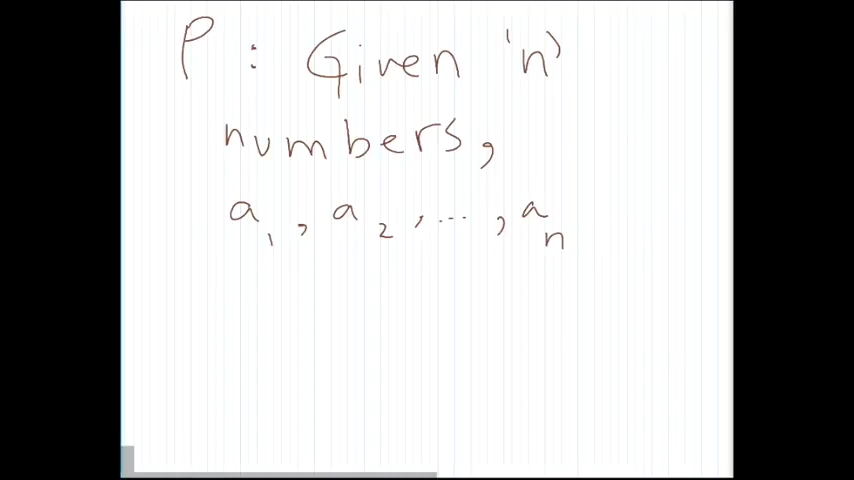 P : Given 'n'
numbers,
a₁, a₂, ..., aₙ